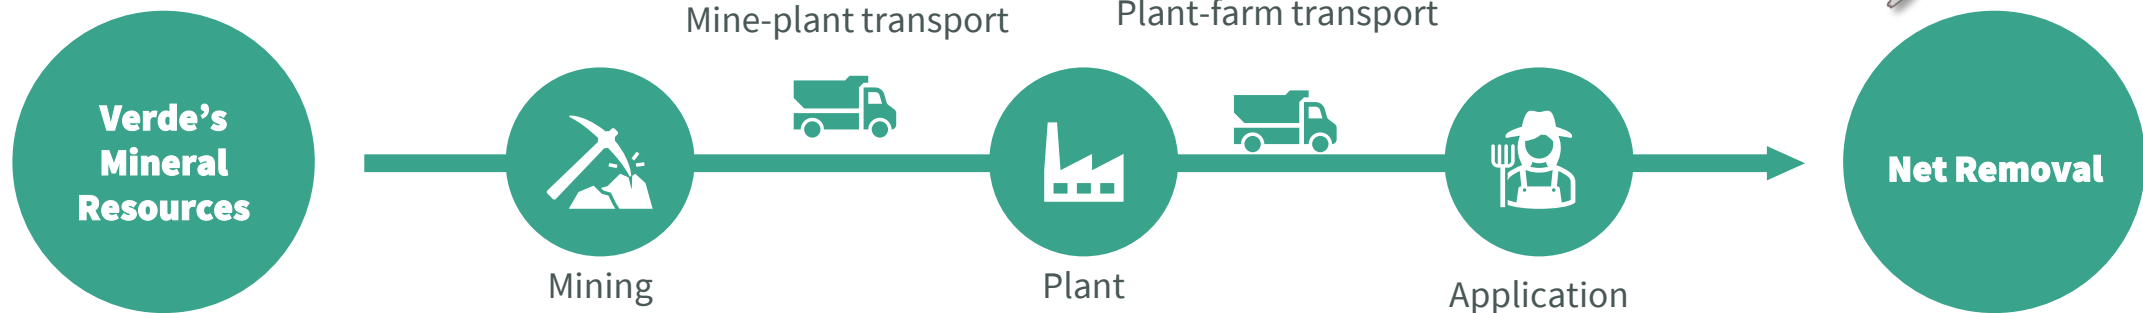 Mine-plant transport
Plant-farm transport
Verde's
Mineral
Resources
Net Removal
Mining
Plant
Application